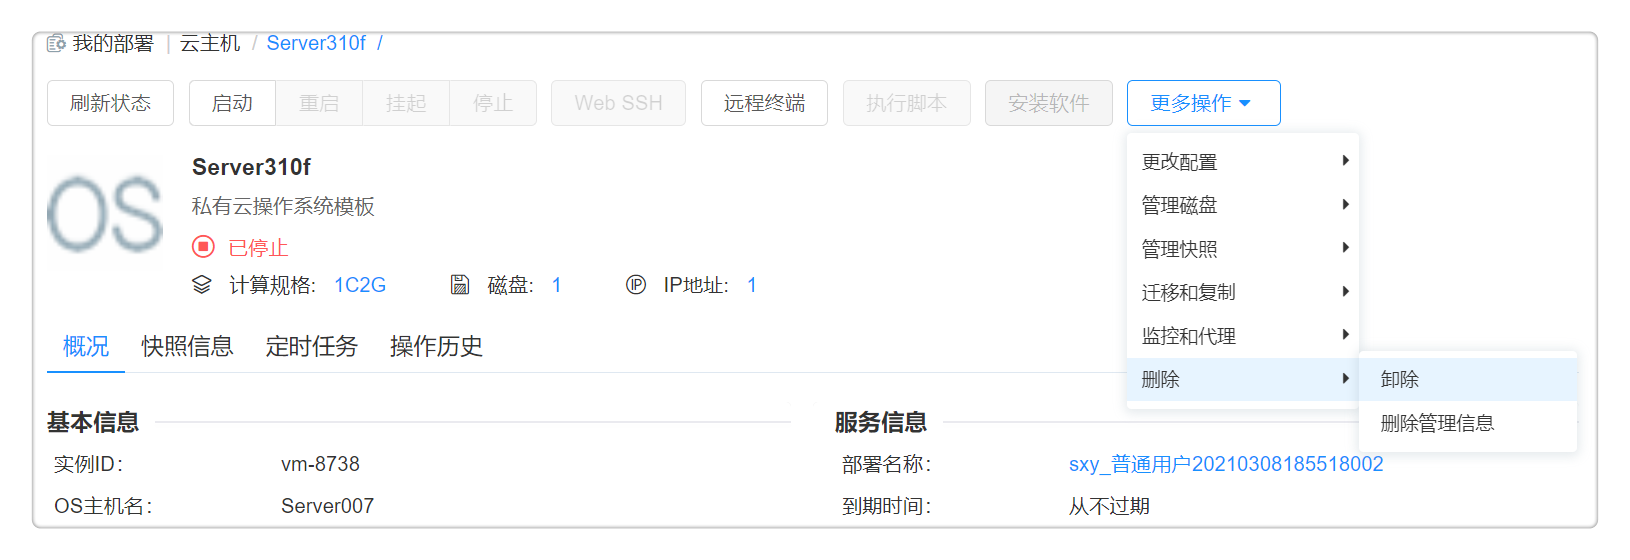 我的部署 | 云主机 / Server310f /
刷新状态 启动 重启 挂起 停止 Web SSH 远程终端 执行脚本 安装软件 更多操作
OS
Server310f
私有云操作系统模板
已停止
计算规格: 1C2G 磁盘: 1 IP地址: 1
更改配置
管理磁盘
管理快照
迁移和复制
监控和代理
删除
卸除
删除管理信息
概况 快照信息 定时任务 操作历史
基本信息
实例ID: vm-8738
OS主机名: Server007
服务信息
部署名称: sxy_普通用户20210308185518002
到期时间: 从不过期